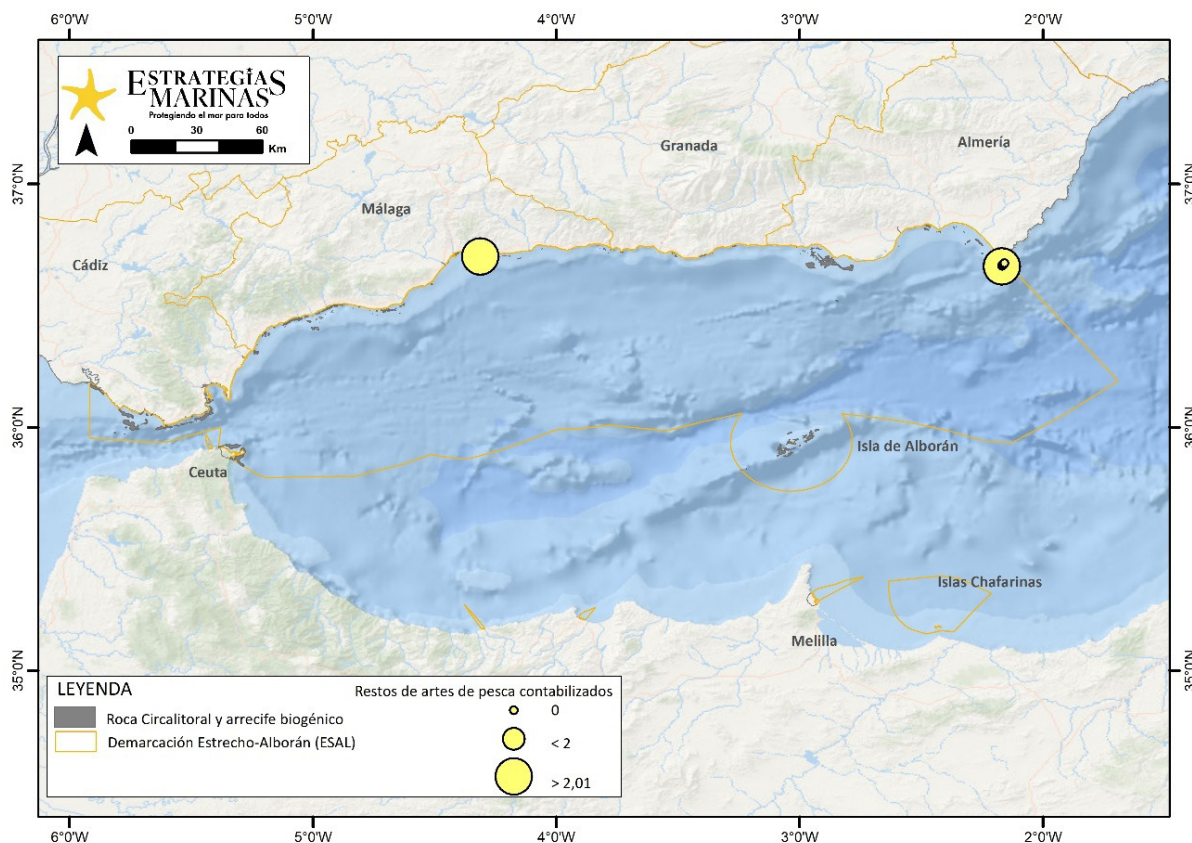 6°0'W 5°0'W 4°0'W 3°0'W 2°0'W
ESTRATEGIAS
MARINAS
Protegiendo el mar para todos
0 30 60
Km
Almería
Granada
37°0'N 37°0'N
Málaga
Cádiz
36°0'N 36°0'N
Isla de Alborán
Ceuta
Islas Chafarinas
Melilla
35°0'N 35°0'N
LEYENDA
Roca Circalitoral y arrecife biogénico
Demarcación Estrecho-Alborán (ESAL)
Restos de artes de pesca contabilizados
0
< 2
> 2,01
6°0'W 5°0'W 4°0'W 3°0'W 2°0'W